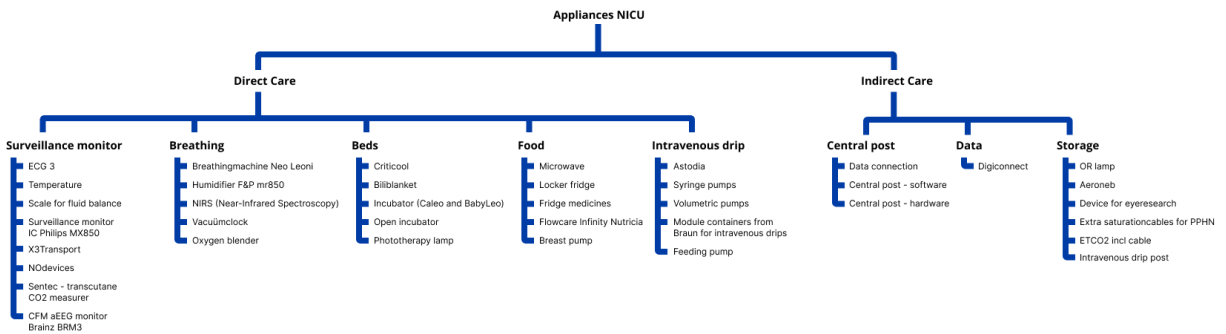 Appliances NICU
Direct Care
Indirect Care
Surveillance monitor
ECG 3
Temperature
Scale for fluid balance
Surveillance monitor
IC Philips MX850
X3Transport
NOdevices
Sentec - transcutane
CO2 measurer
CFM aEEG monitor
Brainz BRM3
Breathing
Breathingmachine Neo Leoni
Humidifier F&P mr850
NIRS (Near-Infrared Spectroscopy)
Vacuümclock
Oxygen blender
Beds
Criticool
Biliblanket
Incubator (Caleo and BabyLeo)
Open incubator
Phototherapy lamp
Food
Microwave
Locker fridge
Fridge medicines
Flowcare Infinity Nutricia
Breast pump
Intravenous drip
Astodia
Syringe pumps
Volumetric pumps
Module containers from
Braun for intravenous drips
Feeding pump
Central post
Data connection
Central post - software
Central post - hardware
Data
Digiconnect
Storage
OR lamp
Aeroneb
Device for eyeresearch
Extra saturationcables for PPHN
ETCO2 incl cable
Intravenous drip post